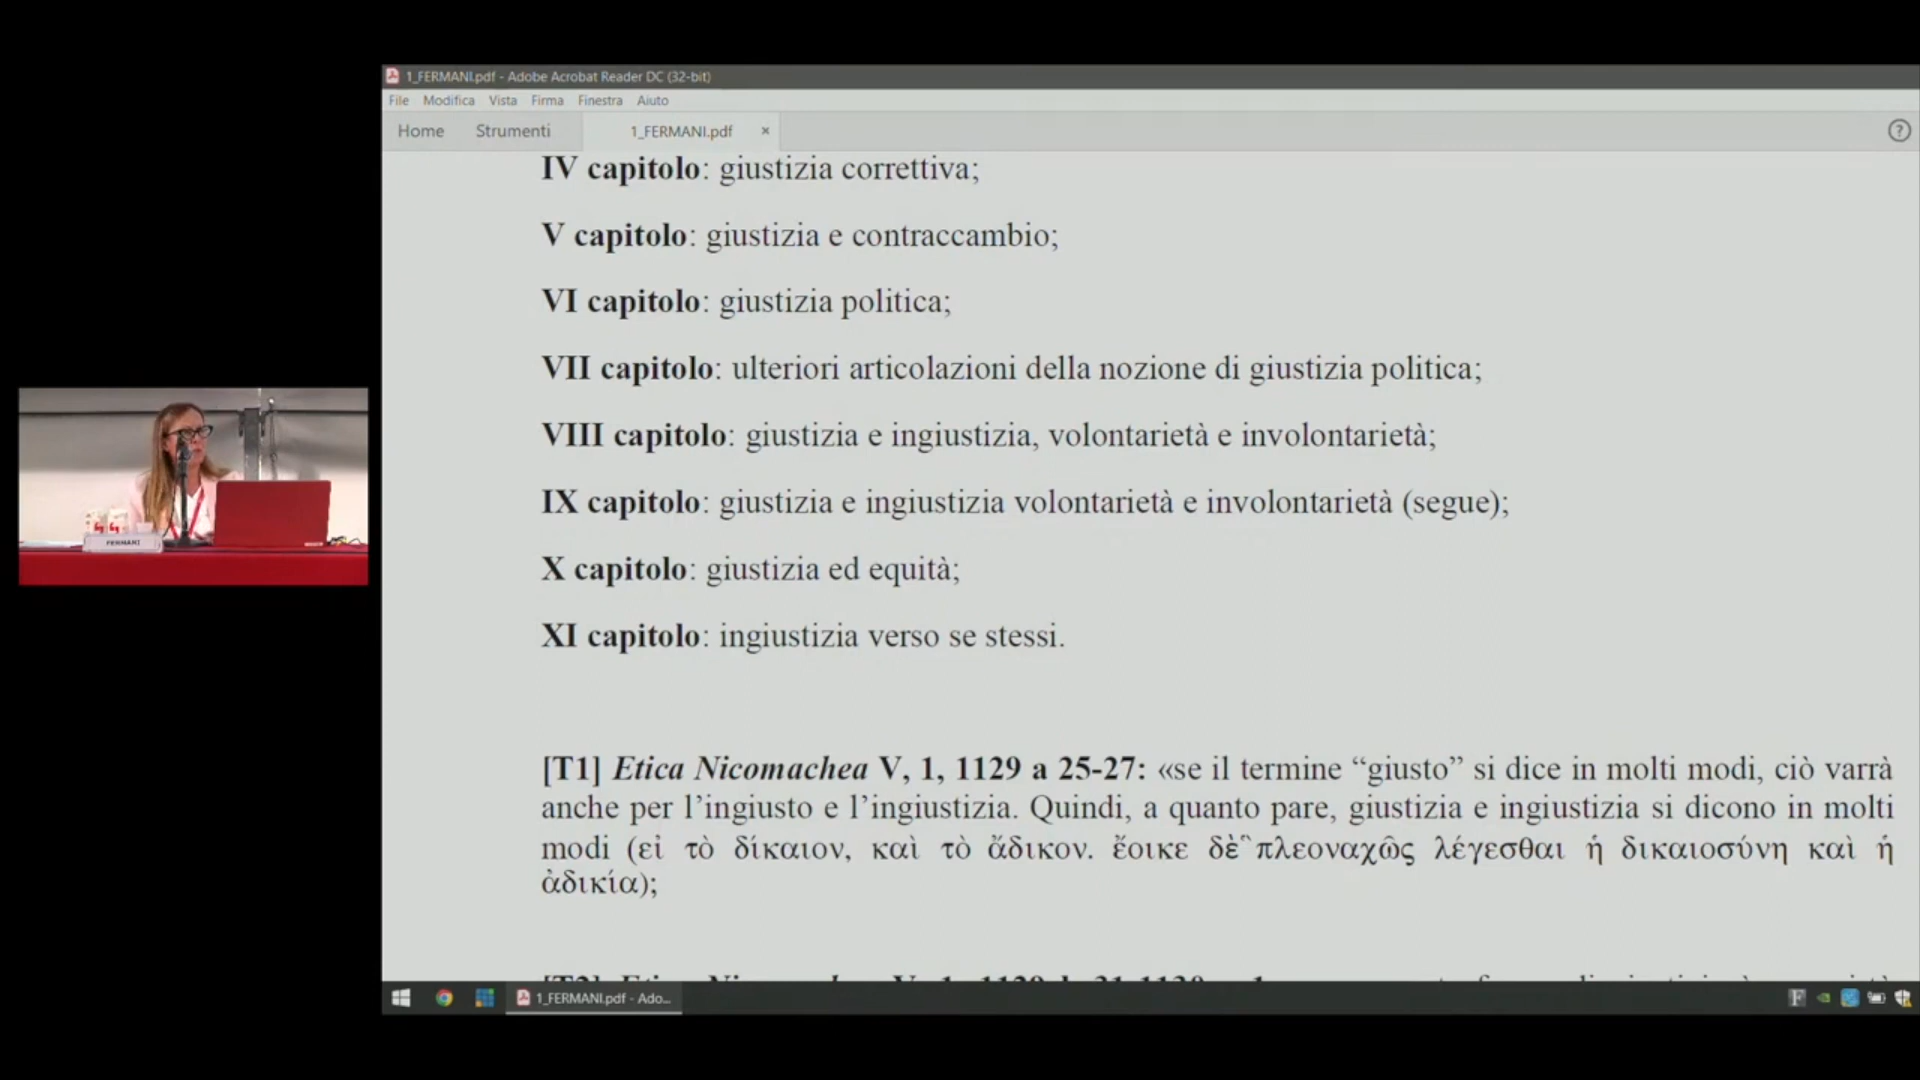 1_FERMANI.pdf - Adobe Acrobat Reader DC (32-bit)
File Modifica Vista Firma Finestra Aiuto
Home Strumenti 1_FERMANI.pdf ×
IV capitolo: giustizia correttiva;
V capitolo: giustizia e contraccambio;
VI capitolo: giustizia politica;
VII capitolo: ulteriori articolazioni della nozione di giustizia politica;
VIII capitolo: giustizia e ingiustizia, volontarietà e involontarietà;
IX capitolo: giustizia e ingiustizia volontarietà e involontarietà (segue);
X capitolo: giustizia ed equità;
XI capitolo: ingiustizia verso se stessi.
[T1] Etica Nicomachea V, 1, 1129 a 25-27: «se il termine “giusto” si dice in molti modi, ciò varrà
anche per l’ingiusto e l’ingiustizia. Quindi, a quanto pare, giustizia e ingiustizia si dicono in molti
modi (εἰ τὸ δίκαιον, καὶ τὸ ἄδικον. ἔοικε δὲ πλεοναχῶς λέγεσθαι ἡ δικαιοσύνη καὶ ἡ
ἀδικία);
1_FERMANI.pdf - Ado...
FERMANI